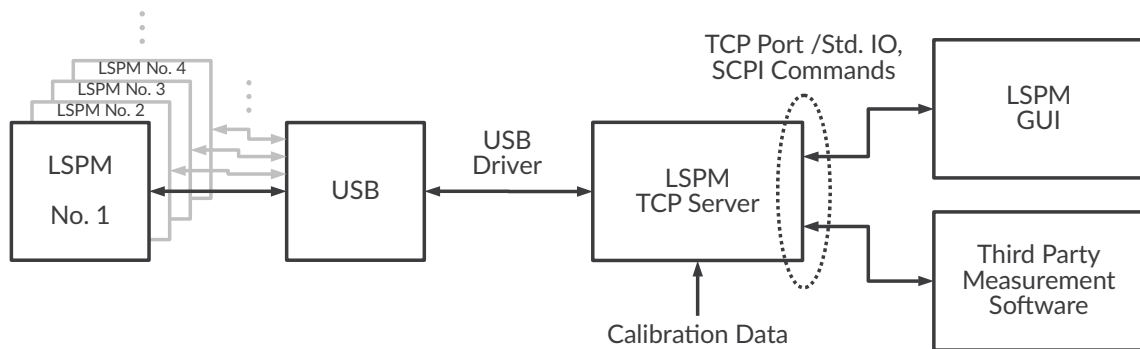 LSPM No. 4
LSPM No. 3
LSPM No. 2
LSPM
No. 1
USB
USB
Driver
LSPM
TCP Server
TCP Port /Std. IO,
SCPI Commands
LSPM
GUI
Third Party
Measurement
Software
Calibration Data